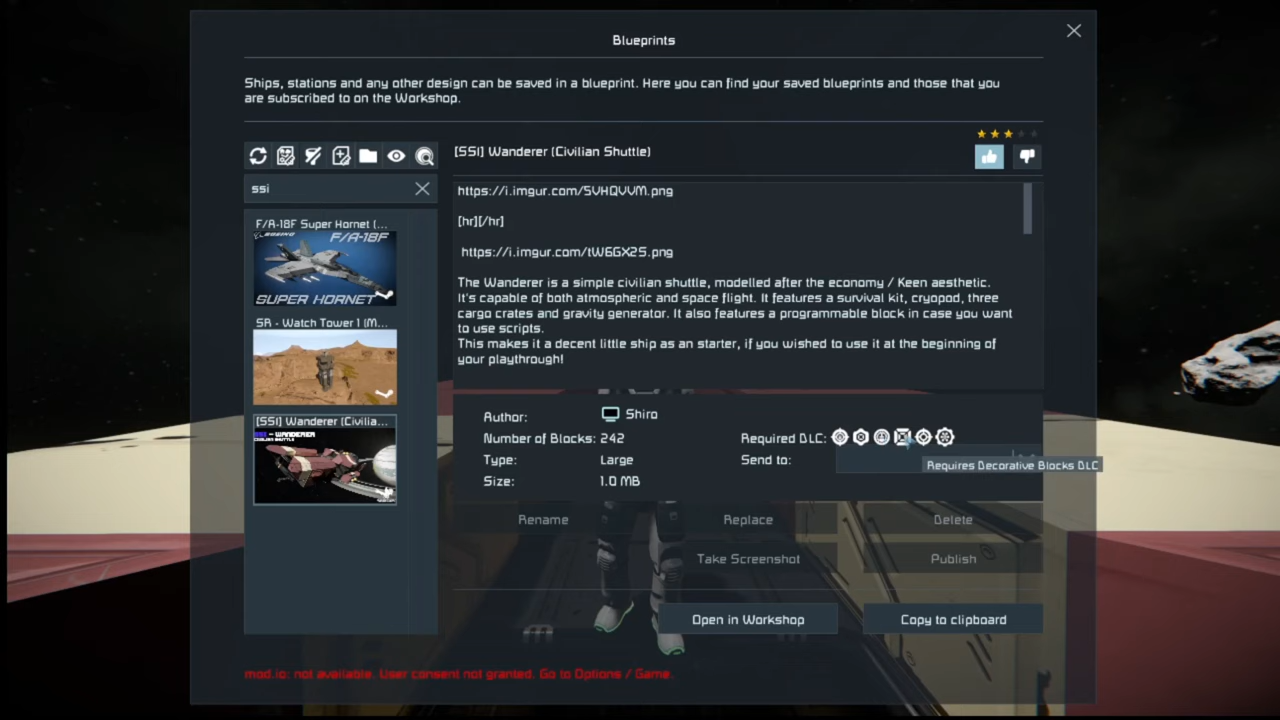 Blueprints
Ships, stations and any other design can be saved in a blueprint. Here you can find your saved blueprints and those that you
are subscribed to on the Workshop.
ssi
F/A-18F Super Hornet (...
BOEING
F/A-18F
SUPER HORNET
SR - Watch Tower 1 (M...
[SSI] Wanderer (Civilia...
SSI - WANDERER
CIVILIAN SHUTTLE
[SSI] Wanderer (Civilian Shuttle)
https://i.imgur.com/5VHQVVM.png
[hr][/hr]
https://i.imgur.com/tW6GX25.png
The Wanderer is a simple civilian shuttle, modelled after the economy / Keen aesthetic.
It's capable of both atmospheric and space flight. It features a survival kit, cryopod, three
cargo crates and gravity generator. It also features a programmable block in case you want
to use scripts.
This makes it a decent little ship as an starter, if you wished to use it at the beginning of
your playthrough!
Author: Shiro
Number of Blocks: 242
Type: Large
Size: 1.0 MB
Required DLC:
Send to:
Requires Decorative Blocks DLC
Rename
Replace
Delete
Take Screenshot
Publish
Open in Workshop
Copy to clipboard
mod.io: not available. User consent not granted. Go to Options / Game.